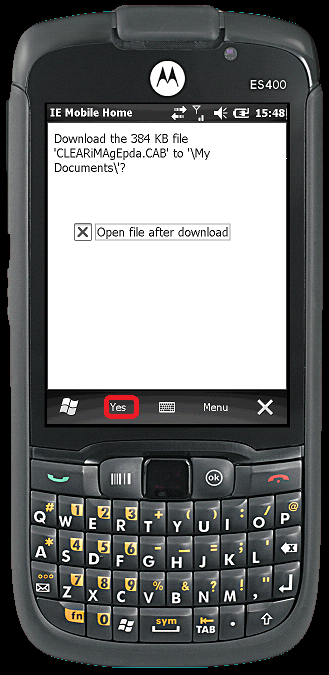 MOTOROLA
ES400
IE Mobile Home 15:48
Download the 384 KB file
'CLEARiMAgEpda.CAB' to '\My
Documents\'?
Open file after download
Yes Menu
ok
Q # W 1 E 2 R 3 T + Y ( U ) I : O / P @
A * S 4 D 5 F 6 G - H _ J = K ; L '
Z 7 X 8 C 9 V % B & N ? M ! , "
fn 0 sym TAB .